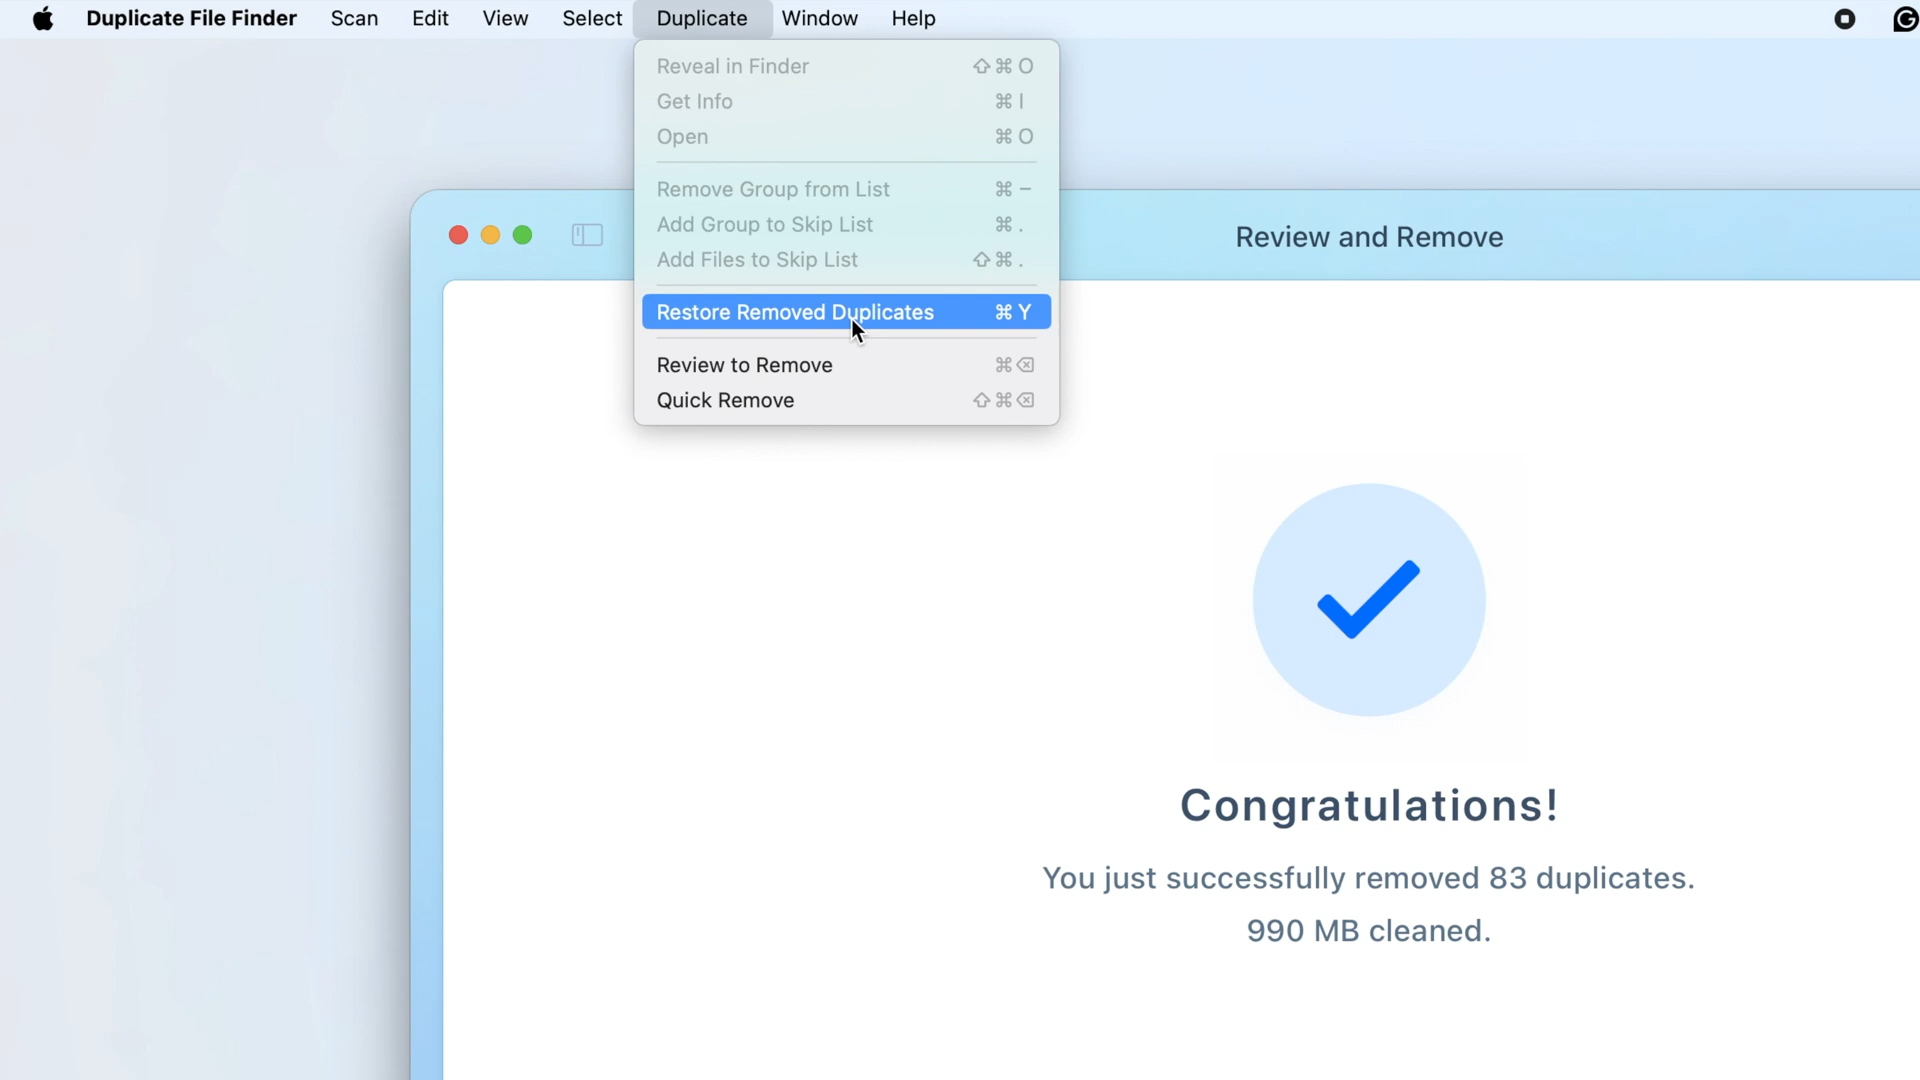 Duplicate File Finder Scan Edit View Select Duplicate Window Help
Reveal in Finder ⇧⌘O
Get Info ⌘I
Open ⌘O
Remove Group from List ⌘−
Add Group to Skip List ⌘.
Add Files to Skip List ⇧⌘.
Restore Removed Duplicates ⌘Y
Review to Remove ⌘⌫
Quick Remove ⇧⌘⌫
Review and Remove
Congratulations!
You just successfully removed 83 duplicates.
990 MB cleaned.